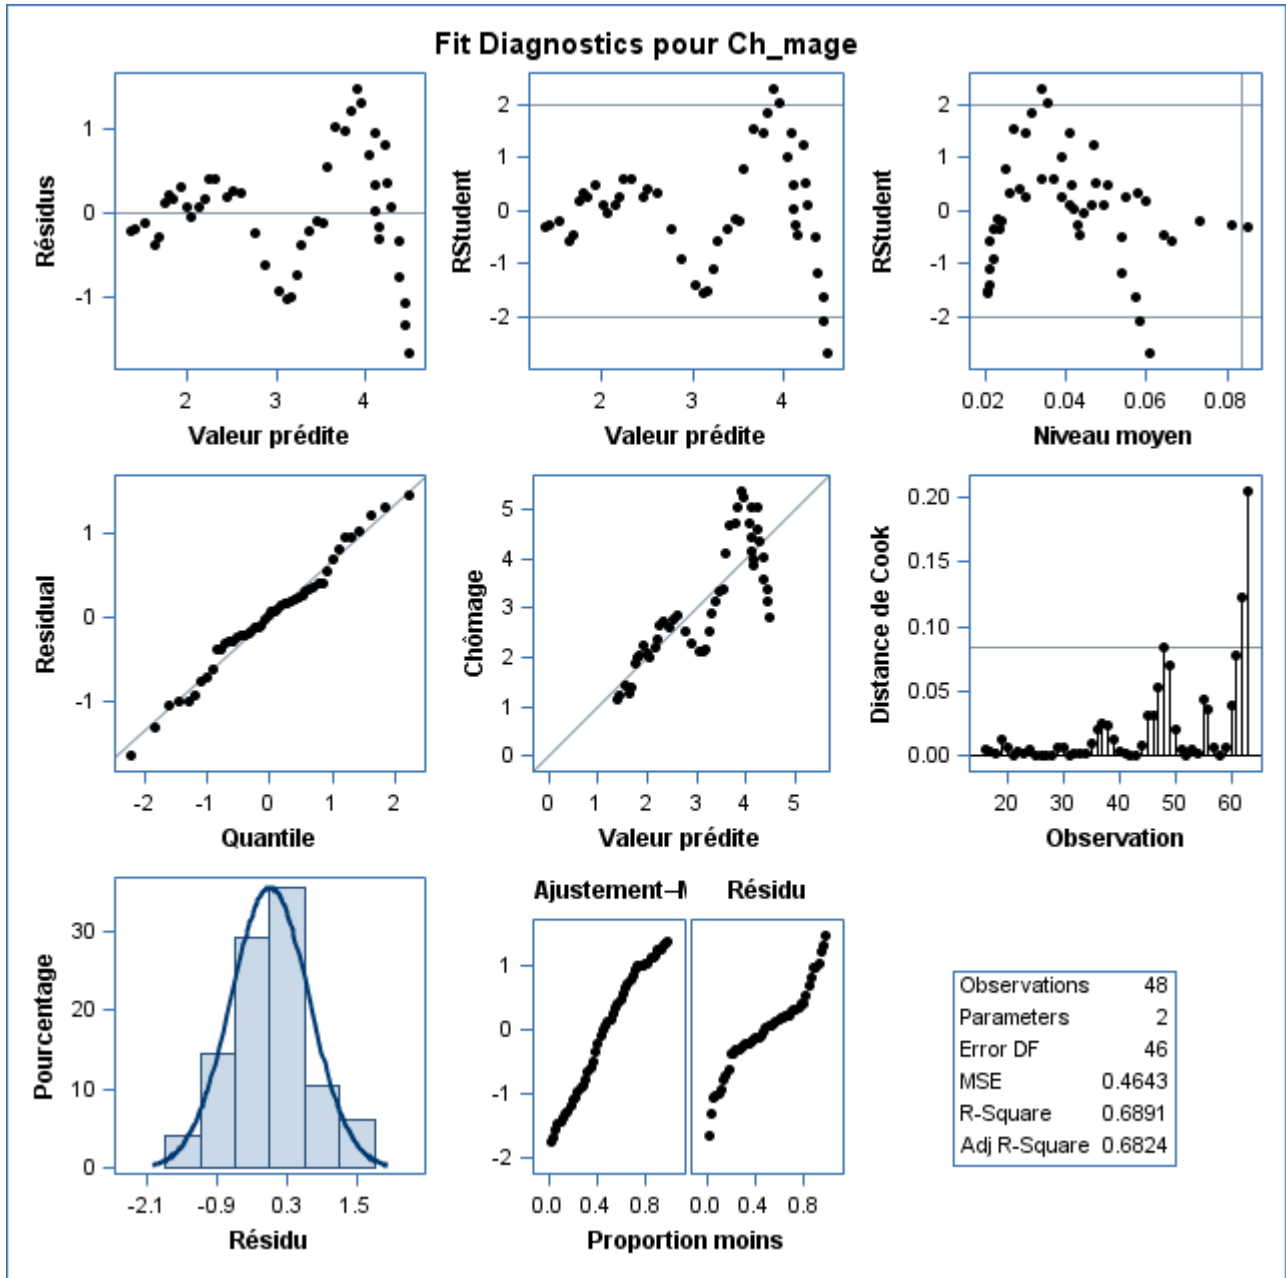 Fit Diagnostics pour Ch_mage
Résidus
1
0
-1
2 3 4
Valeur prédite
RStudent
2
1
0
-1
-2
2 3 4
Valeur prédite
RStudent
2
1
0
-1
-2
0.02 0.04 0.06 0.08
Niveau moyen
Residual
1
0
-1
-2 -1 0 1 2
Quantile
Chômage
5
4
3
2
1
0
0 1 2 3 4 5
Valeur prédite
Distance de Cook
0.20
0.15
0.10
0.05
0.00
20 30 40 50 60
Observation
Pourcentage
30
20
10
0
-2.1 -0.9 0.3 1.5
Résidu
Ajustement–M Résidu
1
0
-1
-2
0.0 0.4 0.8 0.0 0.4 0.8
Proportion moins
Observations 48
Parameters 2
Error DF 46
MSE 0.4643
R-Square 0.6891
Adj R-Square 0.6824